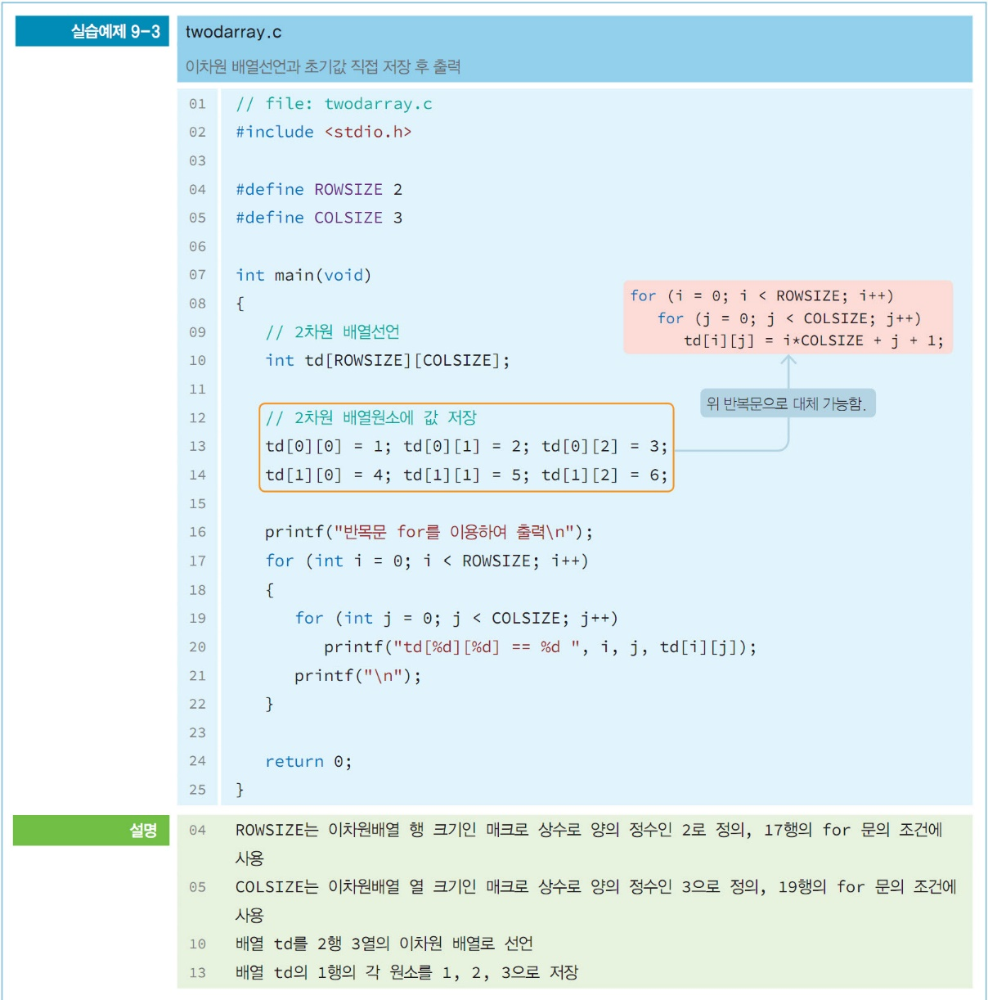 실습예제 9-3
twodarray.c
이차원 배열선언과 초기값 직접 저장 후 출력
01 // file: twodarray.c
02 #include <stdio.h>
03
04 #define ROWSIZE 2
05 #define COLSIZE 3
06
07 int main(void)
08 {
09 // 2차원 배열선언
10 int td[ROWSIZE][COLSIZE];
11
12 // 2차원 배열원소에 값 저장
13 td[0][0] = 1; td[0][1] = 2; td[0][2] = 3;
14 td[1][0] = 4; td[1][1] = 5; td[1][2] = 6;
15
16 printf("반목문 for를 이용하여 출력\n");
17 for (int i = 0; i < ROWSIZE; i++)
18 {
19 for (int j = 0; j < COLSIZE; j++)
20 printf("td[%d][%d] == %d ", i, j, td[i][j]);
21 printf("\n");
22 }
23
24 return 0;
25 }
for (i = 0; i < ROWSIZE; i++)
for (j = 0; j < COLSIZE; j++)
td[i][j] = i*COLSIZE + j + 1;
위 반복문으로 대체 가능함.
설명
04 ROWSIZE는 이차원배열 행 크기인 매크로 상수로 양의 정수인 2로 정의, 17행의 for 문의 조건에
사용
05 COLSIZE는 이차원배열 열 크기인 매크로 상수로 양의 정수인 3으로 정의, 19행의 for 문의 조건에
사용
10 배열 td를 2행 3열의 이차원 배열로 선언
13 배열 td의 1행의 각 원소를 1, 2, 3으로 저장